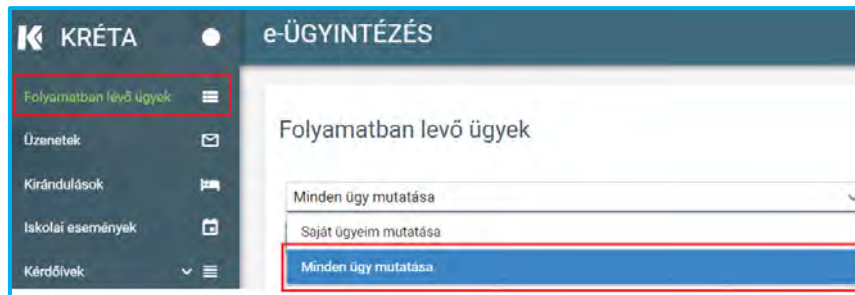 KRÉTA
e-ÜGYINTÉZÉS
Folyamatban lévő ügyek
Üzenetek
Kirándulások
Iskolai események
Kérdőívek
Folyamatban levő ügyek
Minden ügy mutatása
Saját ügyeim mutatása
Minden ügy mutatása